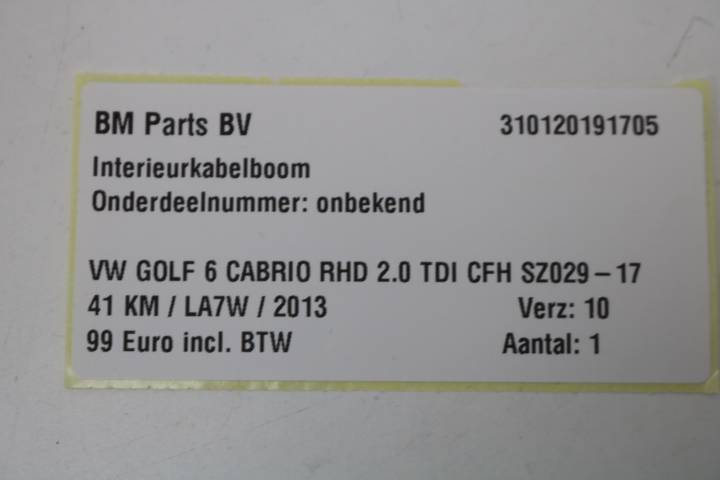 BM Parts BV 310120191705
Interieurkabelboom
Onderdeelnummer: onbekend
VW GOLF 6 CABRIO RHD 2.0 TDI CFH SZ029-17
41 KM / LA7W / 2013 Verz: 10
99 Euro incl. BTW Aantal: 1